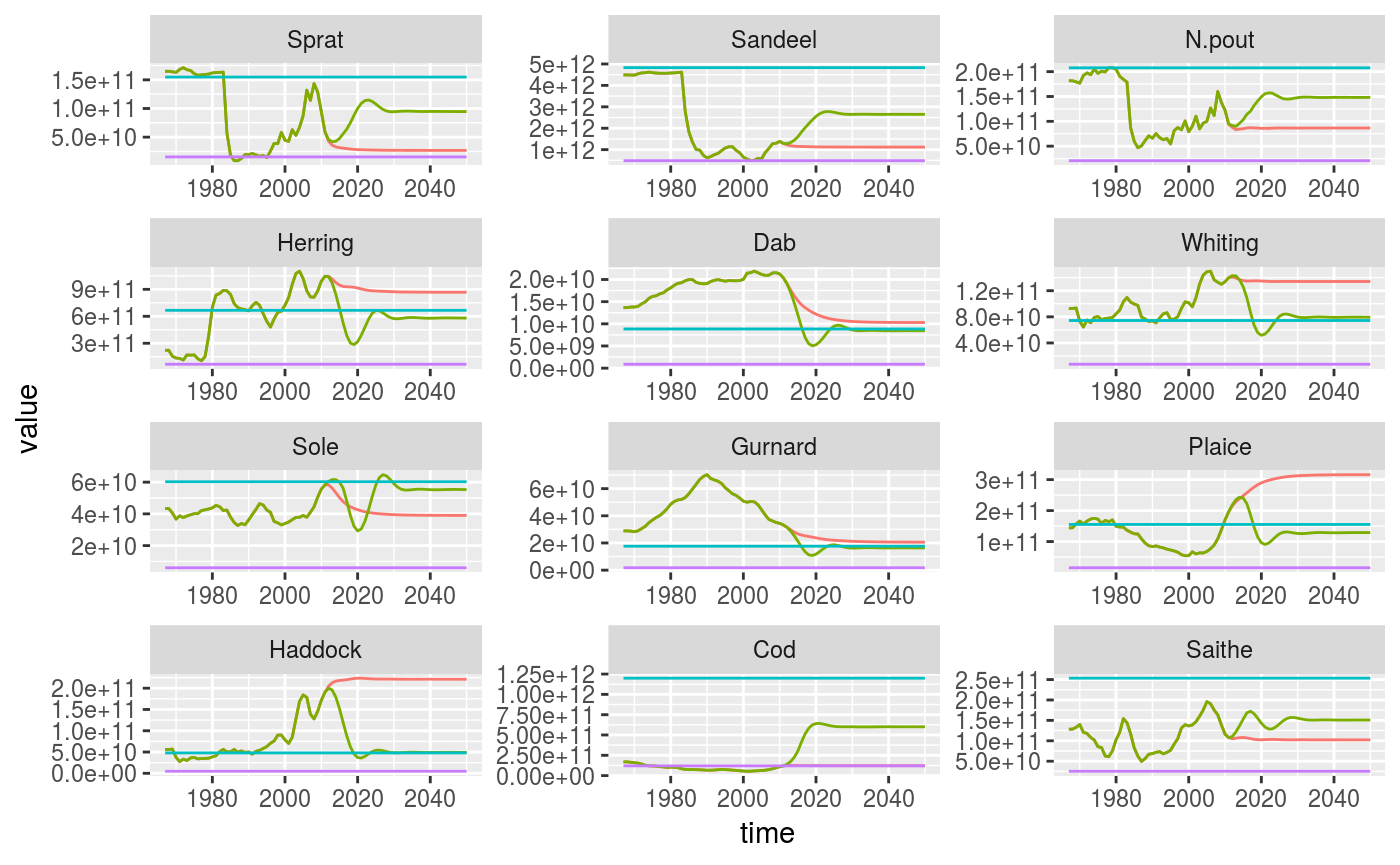 Sprat Sandeel N.pout
1.5e+11
1.0e+11
5.0e+10
5e+12
4e+12
3e+12
2e+12
1e+12
2.0e+11
1.5e+11
1.0e+11
5.0e+10
1980 2000 2020 2040 1980 2000 2020 2040 1980 2000 2020 2040
Herring Dab Whiting
9e+11
6e+11
3e+11
2.0e+10
1.5e+10
1.0e+10
5.0e+09
0.0e+00
1.2e+11
8.0e+10
4.0e+10
1980 2000 2020 2040 1980 2000 2020 2040 1980 2000 2020 2040
value
Sole Gurnard Plaice
6e+10
4e+10
2e+10
6e+10
4e+10
2e+10
0e+00
3e+11
2e+11
1e+11
1980 2000 2020 2040 1980 2000 2020 2040 1980 2000 2020 2040
Haddock Cod Saithe
2.0e+11
1.5e+11
1.0e+11
5.0e+10
0.0e+00
1.25e+12
1.00e+12
7.50e+11
5.00e+11
2.50e+11
0.00e+00
2.5e+11
2.0e+11
1.5e+11
1.0e+11
5.0e+10
1980 2000 2020 2040 1980 2000 2020 2040 1980 2000 2020 2040
time